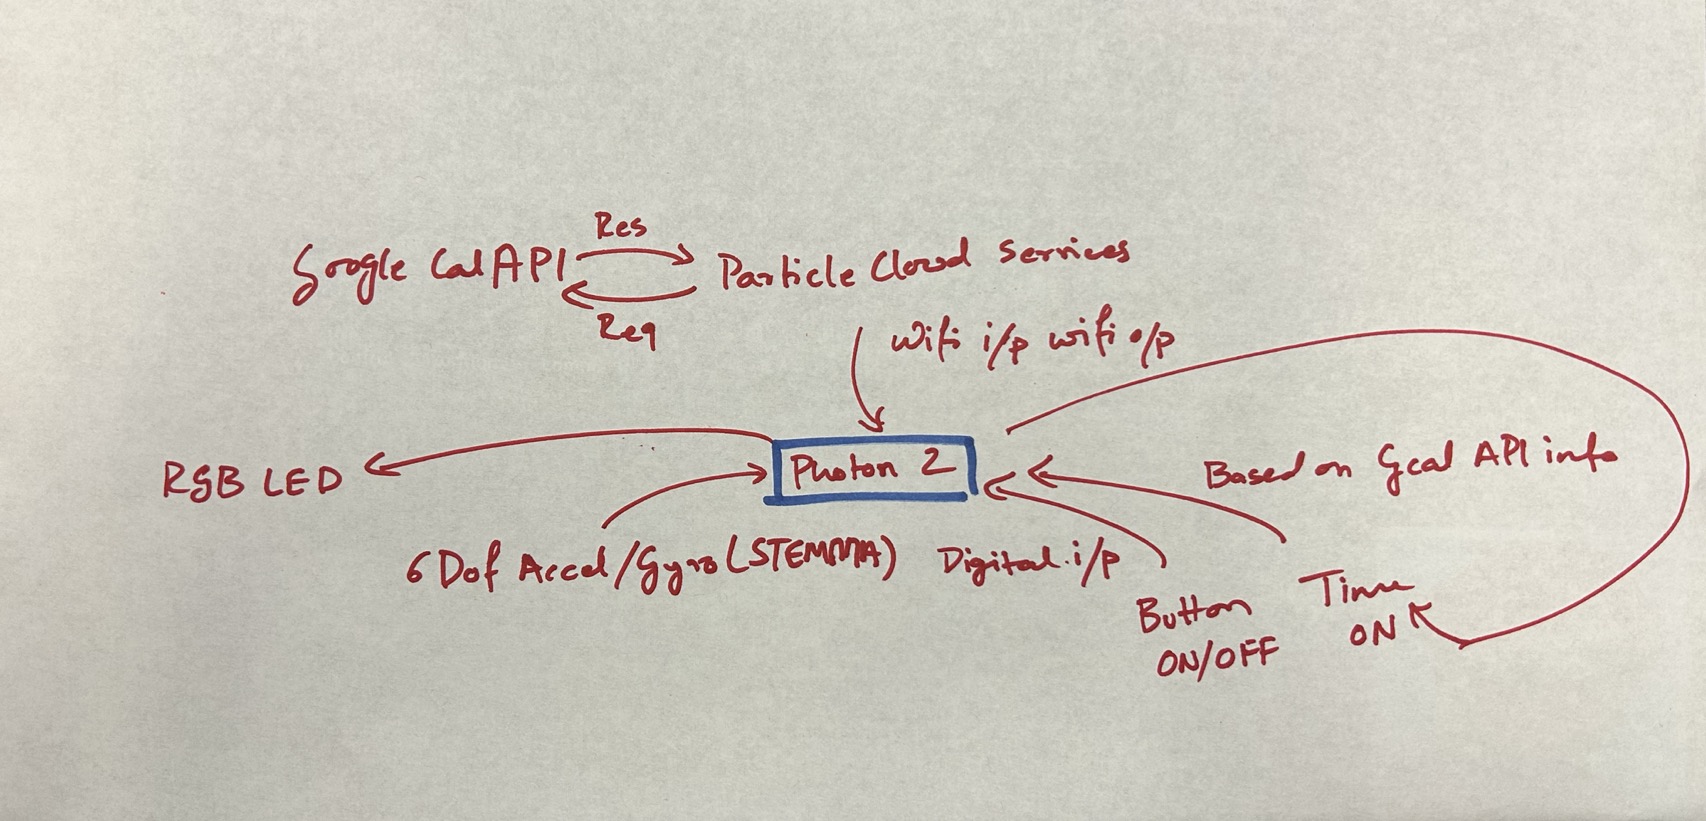 Res
Google Cal API
Particle Cloud Services
Req
Wifi i/p wifi o/p
Photon 2
RGB LED
Based on Gcal API info
6 Dof Accel/Gyro (STEMMA)
Digital i/p
Button
ON/OFF
Time
ON